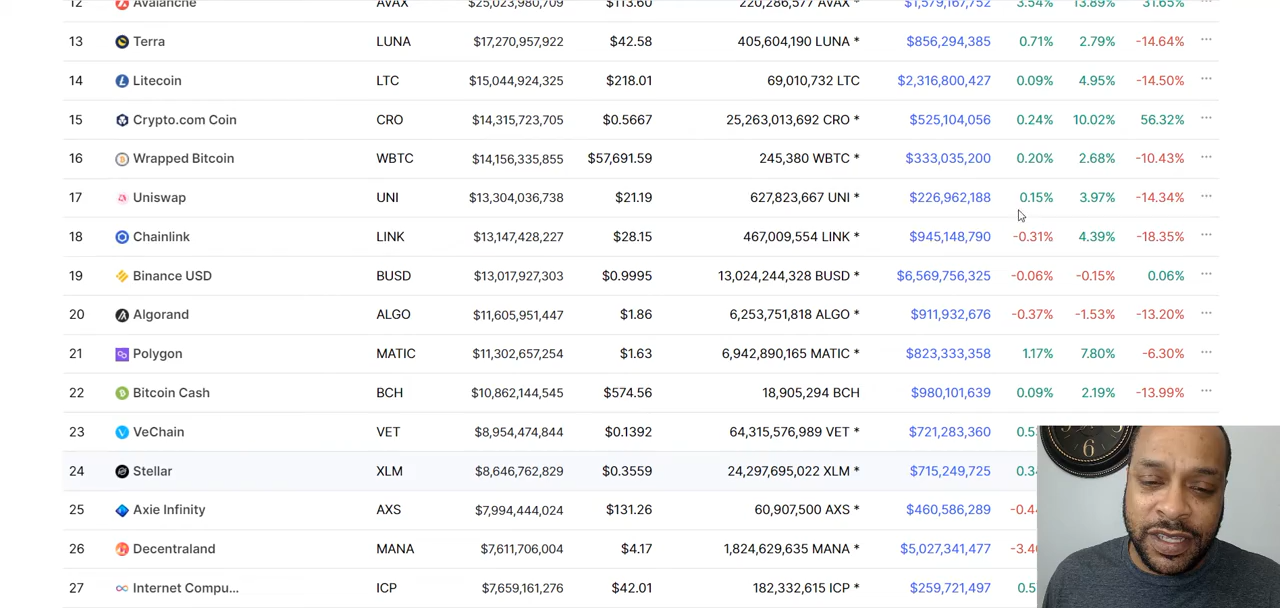 12 Avalanche AVAX $25,023,980,709 $113.60 220,286,577 AVAX * $1,579,167,752 3.54% 13.89% 31.65%
13 Terra LUNA $17,270,957,922 $42.58 405,604,190 LUNA * $856,294,385 0.71% 2.79% -14.64% ...
14 Litecoin LTC $15,044,924,325 $218.01 69,010,732 LTC $2,316,800,427 0.09% 4.95% -14.50% ...
15 Crypto.com Coin CRO $14,315,723,705 $0.5667 25,263,013,692 CRO * $525,104,056 0.24% 10.02% 56.32% ...
16 Wrapped Bitcoin WBTC $14,156,335,855 $57,691.59 245,380 WBTC * $333,035,200 0.20% 2.68% -10.43% ...
17 Uniswap UNI $13,304,036,738 $21.19 627,823,667 UNI * $226,962,188 0.15% 3.97% -14.34% ...
18 Chainlink LINK $13,147,428,227 $28.15 467,009,554 LINK * $945,148,790 -0.31% 4.39% -18.35% ...
19 Binance USD BUSD $13,017,927,303 $0.9995 13,024,244,328 BUSD * $6,569,756,325 -0.06% -0.15% 0.06% ...
20 Algorand ALGO $11,605,951,447 $1.86 6,253,751,818 ALGO * $911,932,676 -0.37% -1.53% -13.20% ...
21 Polygon MATIC $11,302,657,254 $1.63 6,942,890,165 MATIC * $823,333,358 1.17% 7.80% -6.30% ...
22 Bitcoin Cash BCH $10,862,144,545 $574.56 18,905,294 BCH $980,101,639 0.09% 2.19% -13.99% ...
23 VeChain VET $8,954,474,844 $0.1392 64,315,576,989 VET * $721,283,360 0.5
24 Stellar XLM $8,646,762,829 $0.3559 24,297,695,022 XLM * $715,249,725 0.3
25 Axie Infinity AXS $7,994,444,024 $131.26 60,907,500 AXS * $460,586,289 -0.4
26 Decentraland MANA $7,611,706,004 $4.17 1,824,629,635 MANA * $5,027,341,477 -3.4
27 Internet Compu... ICP $7,659,161,276 $42.01 182,332,615 ICP * $259,721,497 0.5
6